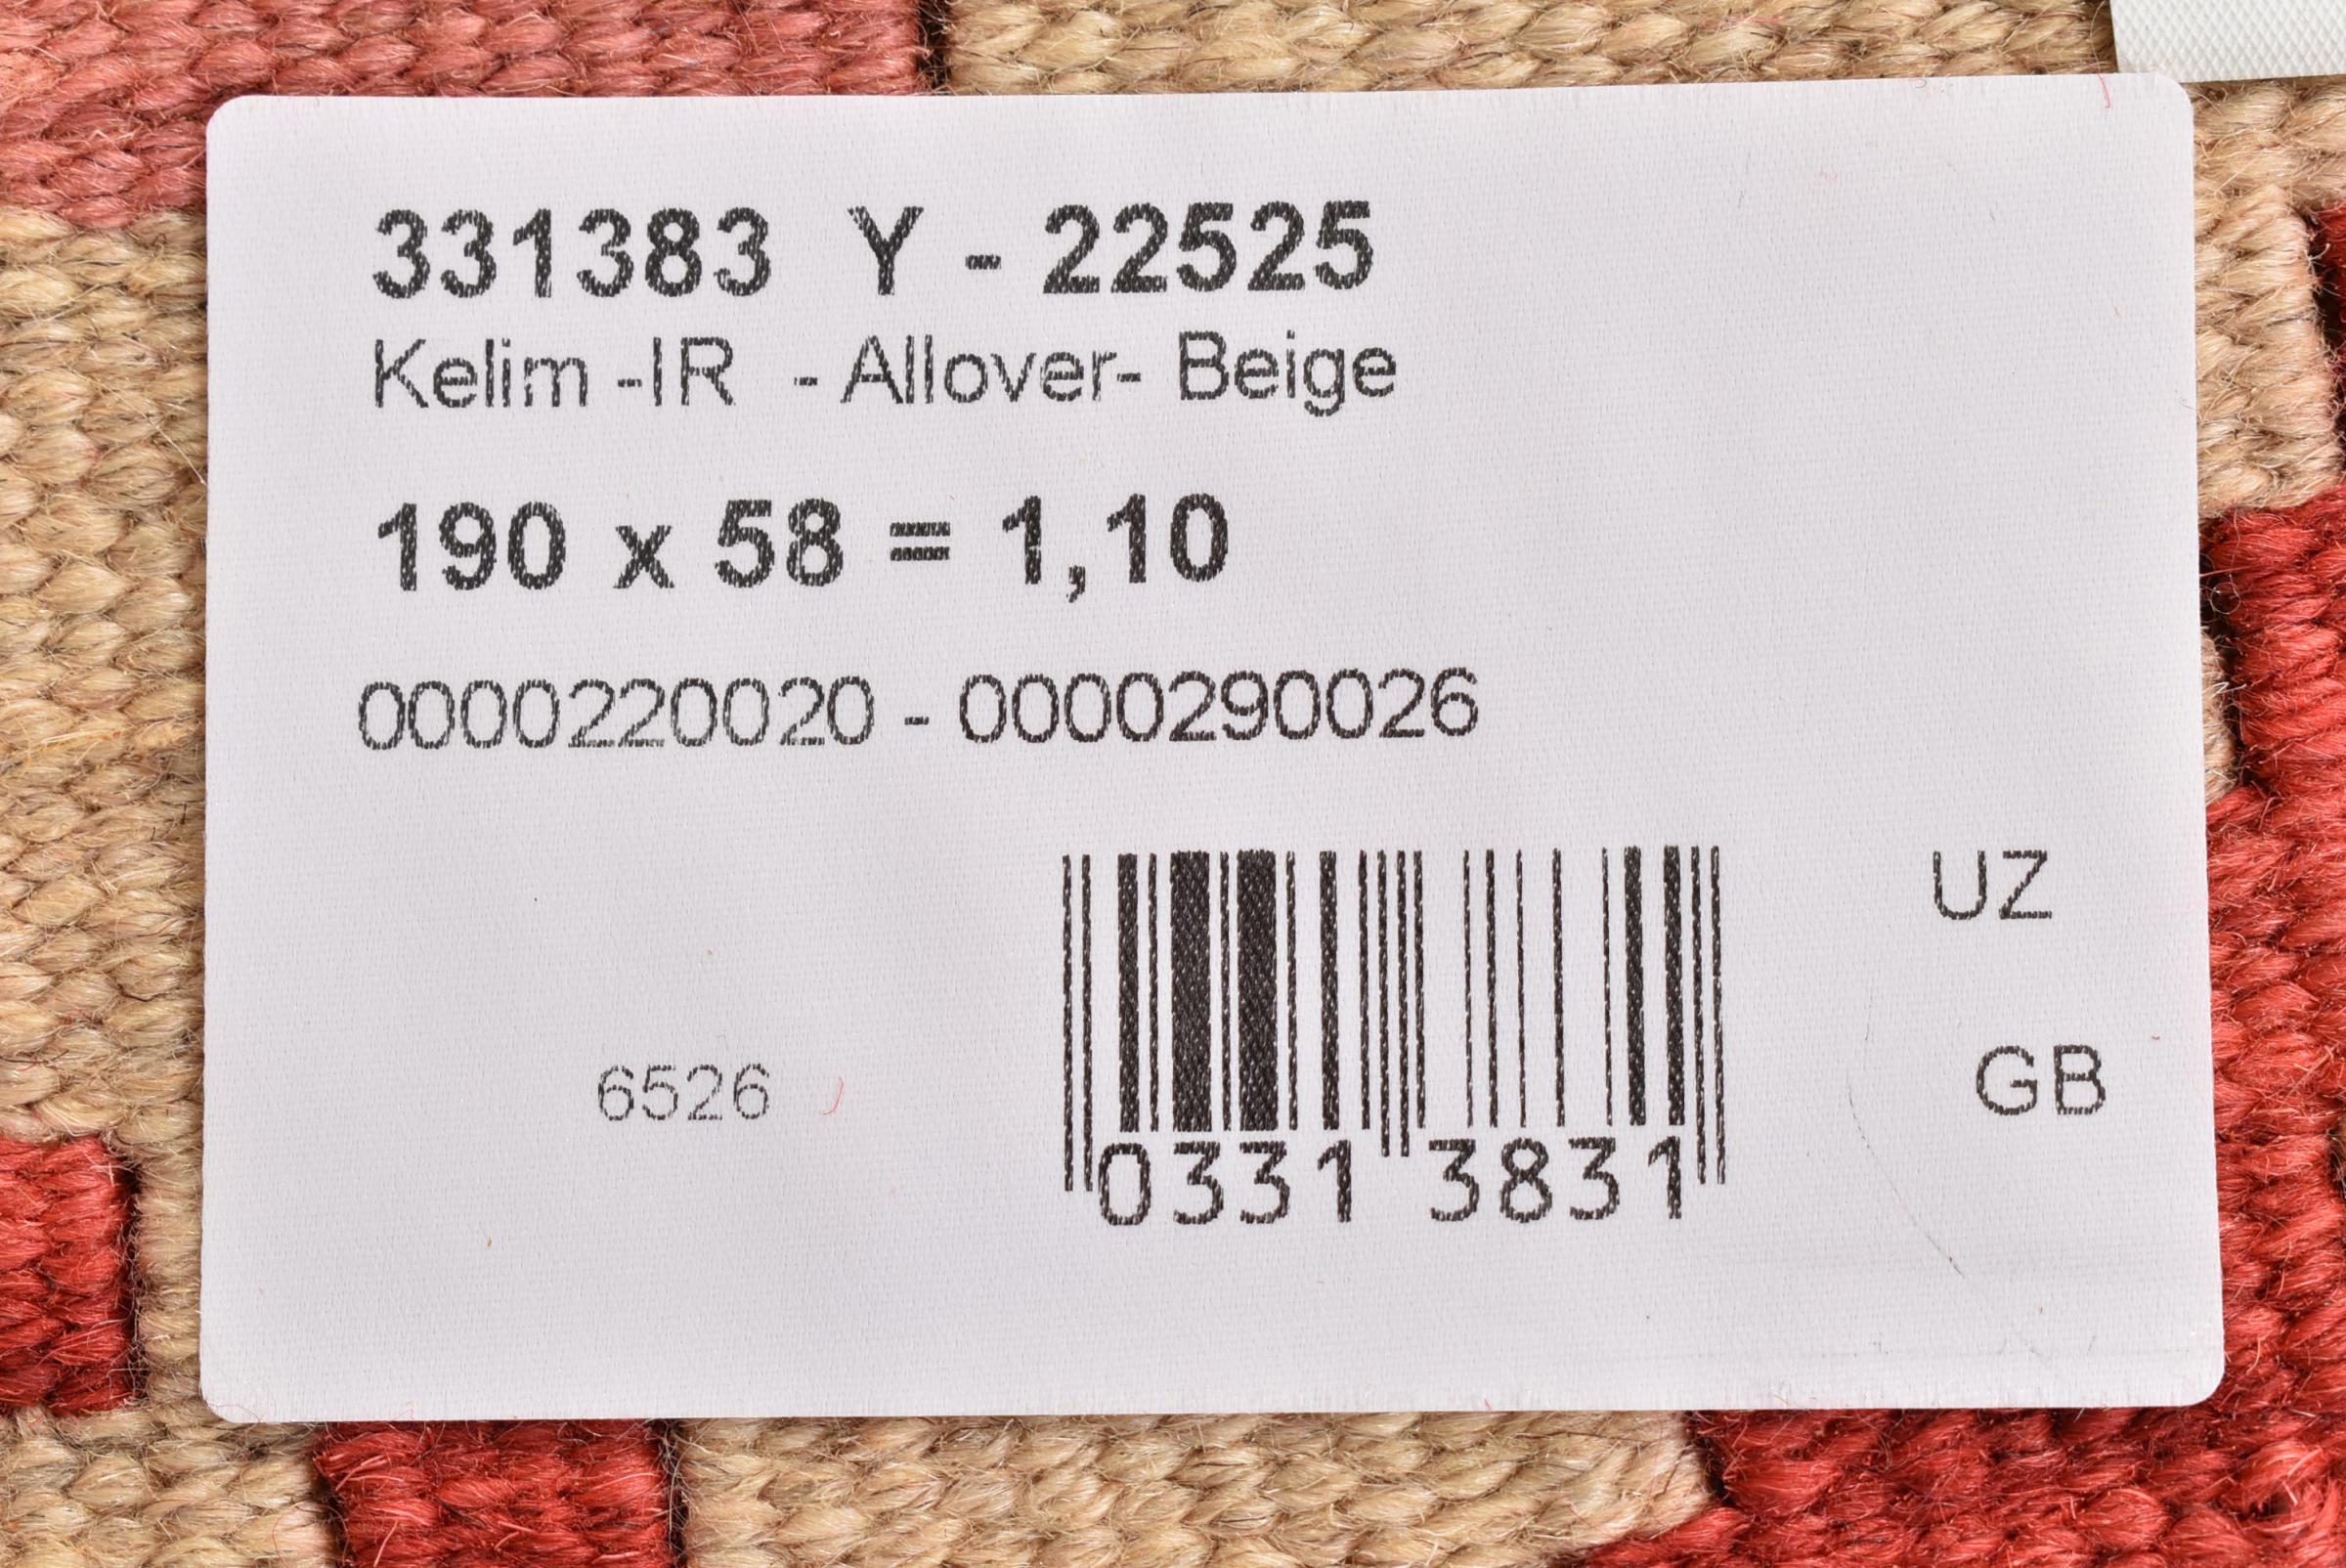 331383 Y - 22525
Kelim -IR - Allover- Beige
190 x 58 = 1,10
0000220020 - 0000290026
UZ
6526
GB
0331 3831